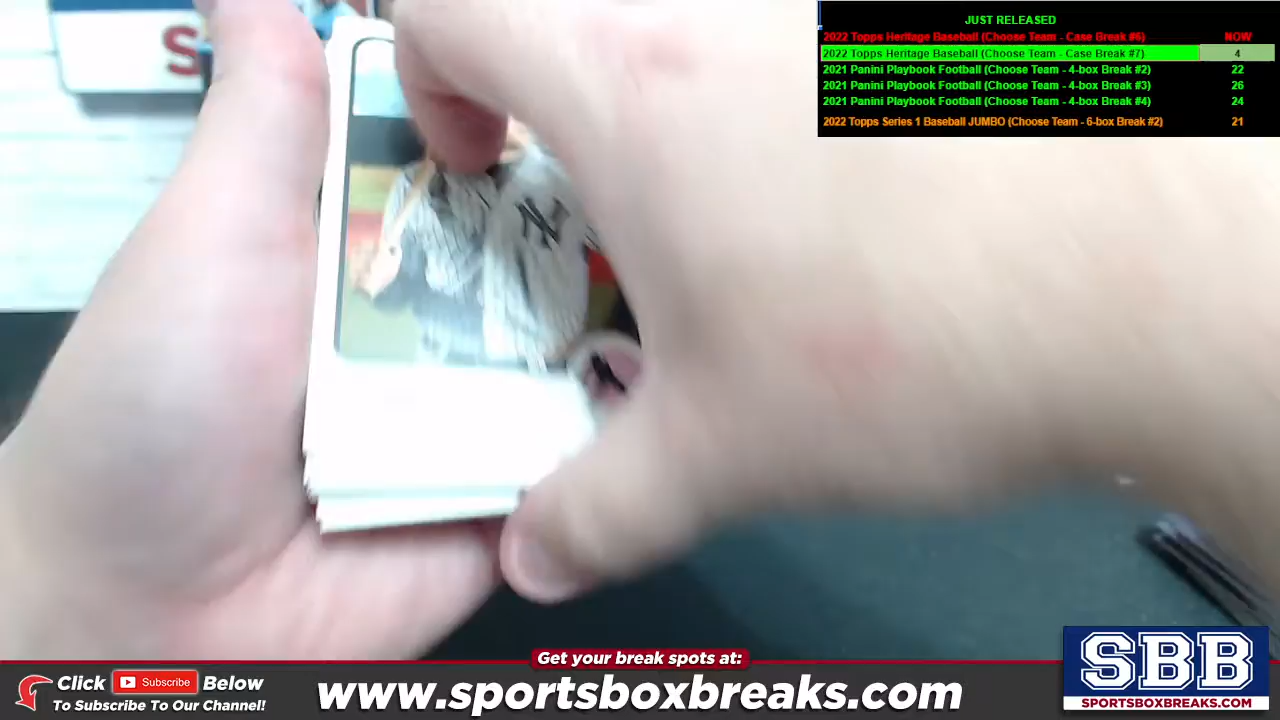 S
JUST RELEASED
2022 Topps Heritage Baseball (Choose Team - Case Break #6) NOW
2022 Topps Heritage Baseball (Choose Team - Case Break #7) 4
2021 Panini Playbook Football (Choose Team - 4-box Break #2) 22
2021 Panini Playbook Football (Choose Team - 4-box Break #3) 26
2021 Panini Playbook Football (Choose Team - 4-box Break #4) 24
2022 Topps Series 1 Baseball JUMBO (Choose Team - 6-box Break #2) 21
NY
Get your break spots at:
Click Subscribe Below
To Subscribe To Our Channel!
www.sportsboxbreaks.com
SBB
SPORTSBOXBREAKS.COM